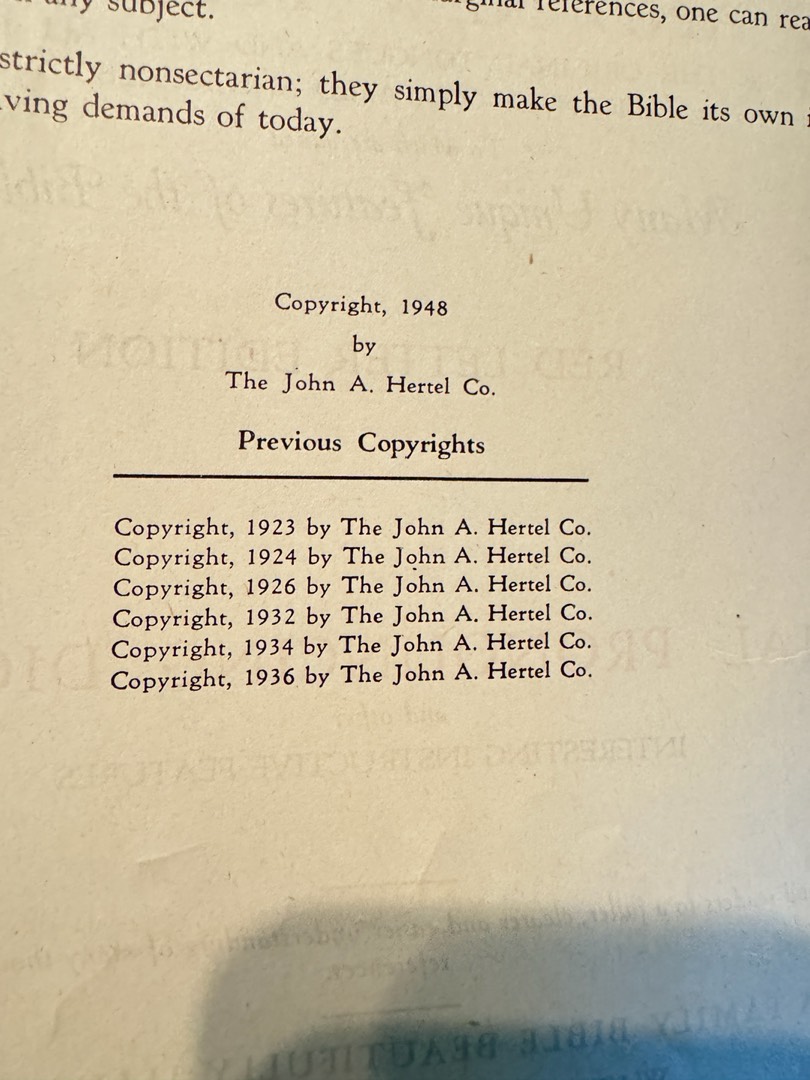 any subject.
references, one can
strictly nonsectarian; they simply make the Bible its own
demands of today.
Copyright, 1948
by
The John A. Hertel Co.
Previous Copyrights
Copyright, 1923 by The John A. Hertel Co.
Copyright, 1924 by The John A. Hertel Co.
Copyright, 1926 by The John A. Hertel Co.
Copyright, 1932 by The John A. Hertel Co.
Copyright, 1934 by The John A. Hertel Co.
Copyright, 1936 by The John A. Hertel Co.